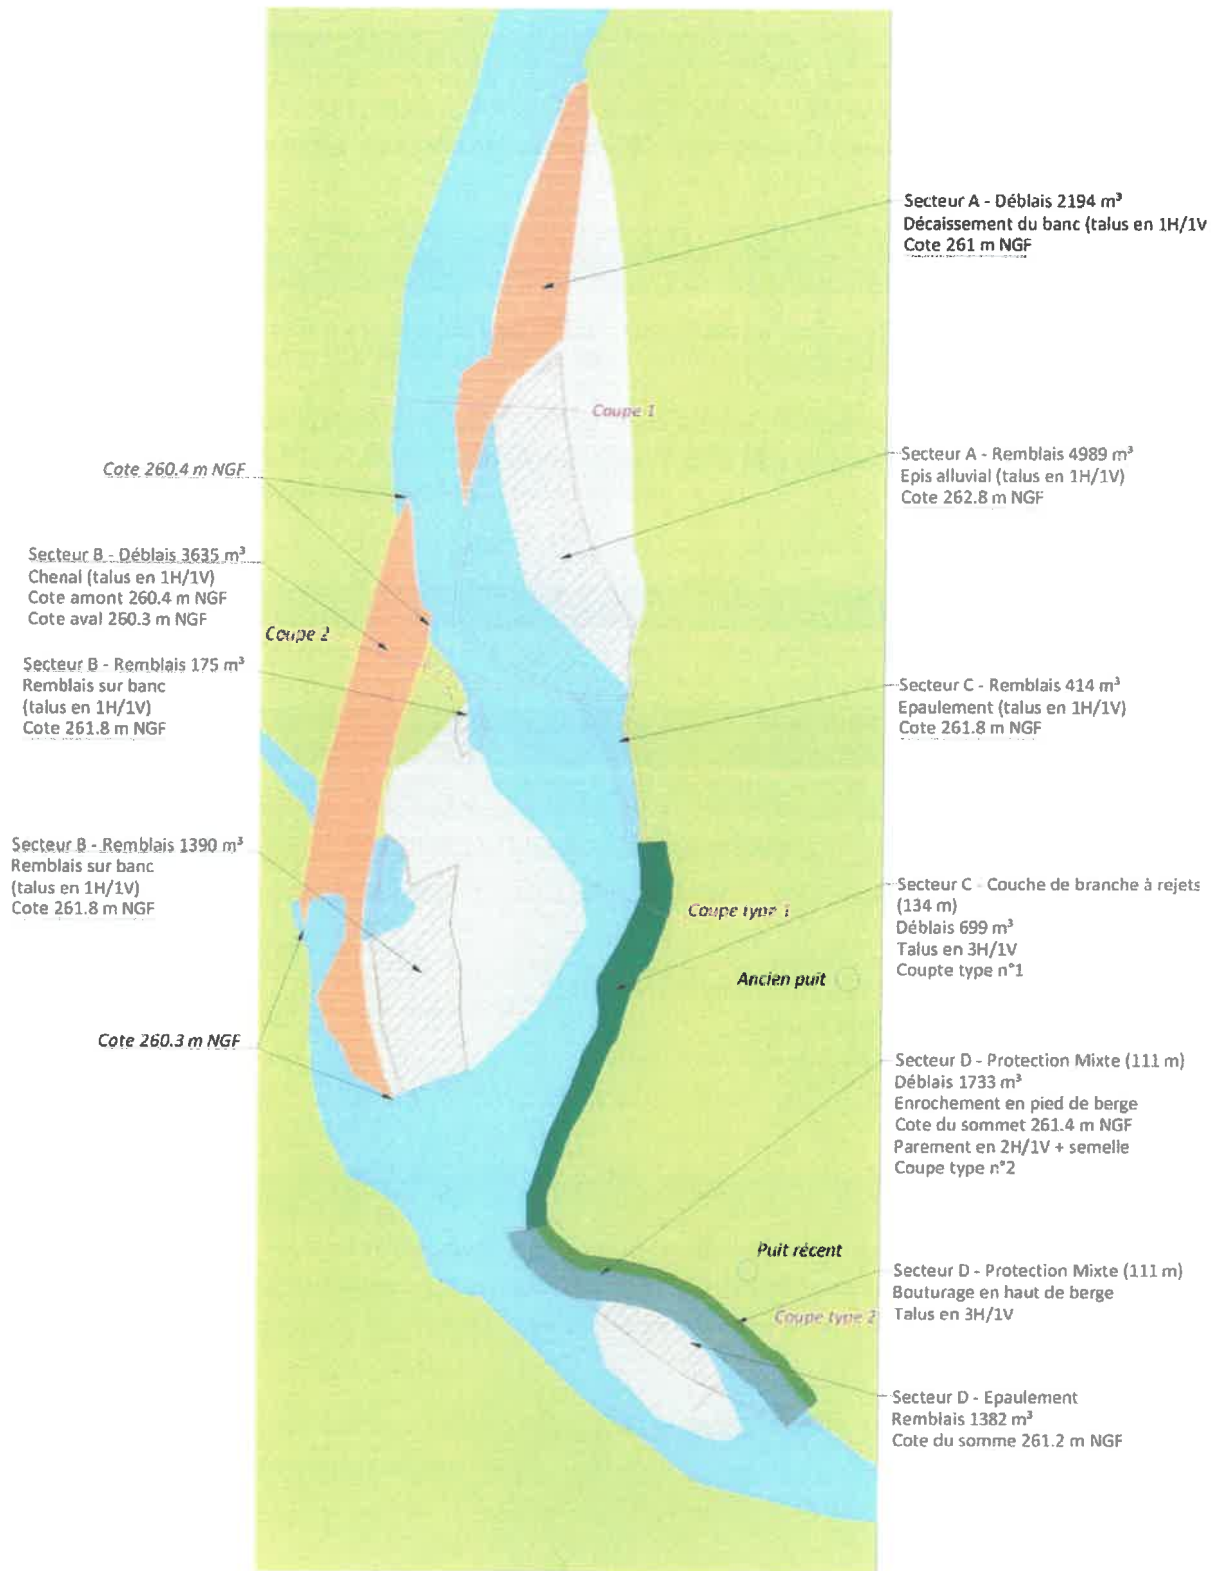 Secteur A - Déblais 2194 m³
Décaissement du banc (talus en 1H/1V
Cote 261 m NGF
Coupe 1
Secteur A - Remblais 4989 m³
Epis alluvial (talus en 1H/1V)
Cote 262.8 m NGF
Cote 260.4 m NGF
Secteur B - Déblais 3635 m³
Chenal (talus en 1H/1V)
Cote amont 260.4 m NGF
Cote aval 260.3 m NGF
Coupe 2
Secteur B - Remblais 175 m³
Remblais sur banc
(talus en 1H/1V)
Cote 261.8 m NGF
Secteur C - Remblais 414 m³
Epaulement (talus en 1H/1V)
Cote 261.8 m NGF
Secteur B - Remblais 1390 m³
Remblais sur banc
(talus en 1H/1V)
Cote 261.8 m NGF
Secteur C - Couche de branche à rejets
(134 m)
Déblais 699 m³
Talus en 3H/1V
Coupte type n°1
Coupe type 1
Ancien puit
Cote 260.3 m NGF
Secteur D - Protection Mixte (111 m)
Déblais 1733 m³
Enrochement en pied de berge
Cote du sommet 261.4 m NGF
Parement en 2H/1V + semelle
Coupe type n°2
Puit récent
Secteur D - Protection Mixte (111 m)
Bouturage en haut de berge
Talus en 3H/1V
Coupe type 2
Secteur D - Epaulement
Remblais 1382 m³
Cote du somme 261.2 m NGF